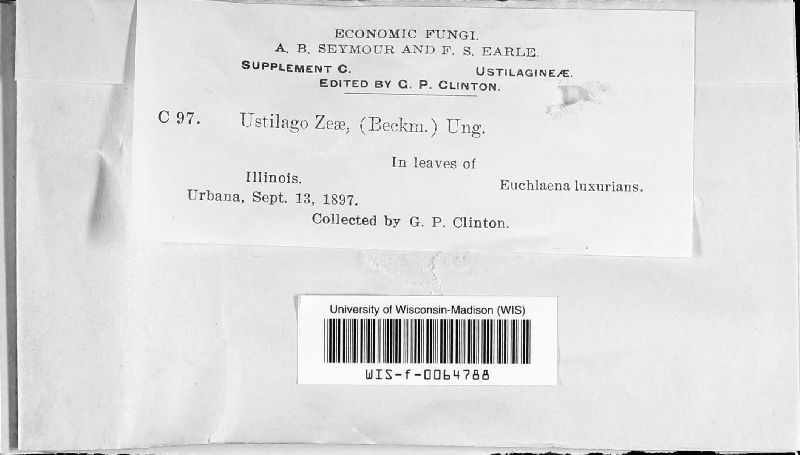 ECONOMIC FUNGI.
A. B. SEYMOUR AND F. S. EARLE.
SUPPLEMENT C. USTILAGINEÆ.
EDITED BY G. P. CLINTON.
C 97. Ustilago Zeæ, (Beckm.) Ung.
In leaves of
Illinois. Euchlaena luxurians.
Urbana, Sept. 13, 1897.
Collected by G. P. Clinton.
University of Wisconsin-Madison (WIS)
WIS-f-0064788